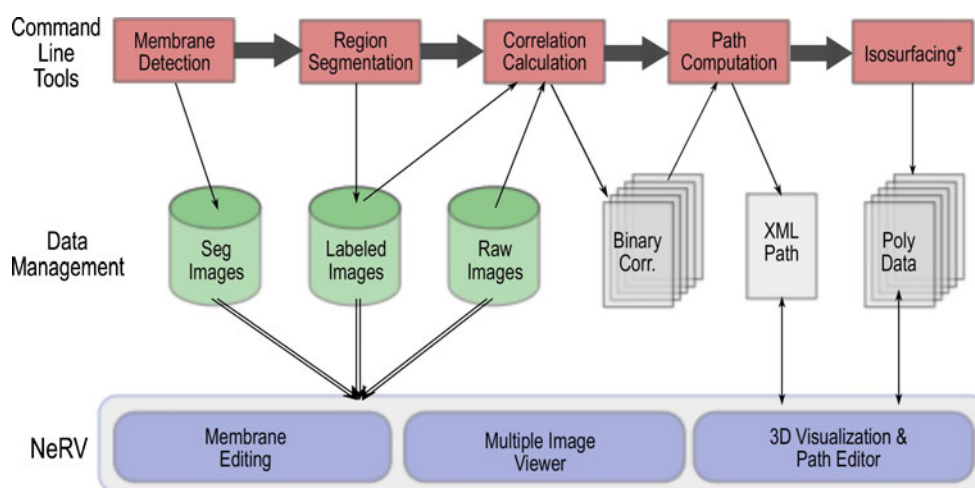 Command
Line
Tools
Membrane
Detection
Region
Segmentation
Correlation
Calculation
Path
Computation
Isosurfacing*
Data
Management
Seg
Images
Labeled
Images
Raw
Images
Binary
Corr.
XML
Path
Poly
Data
NeRV
Membrane
Editing
Multiple Image
Viewer
3D Visualization &
Path Editor